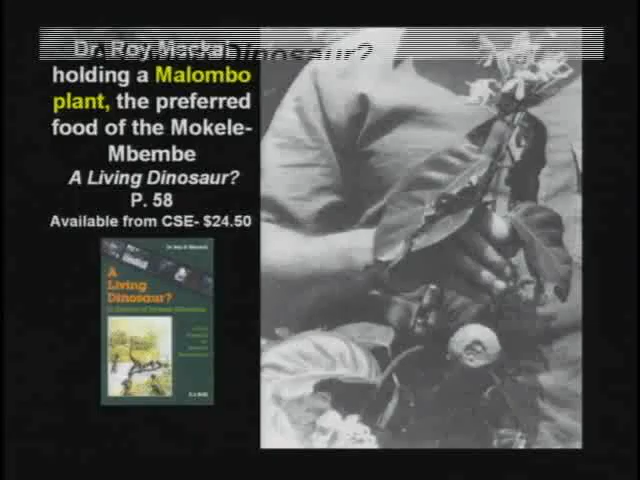 Dr. Roy Mackal
holding a Malombo
plant, the preferred
food of the Mokele-
Mbembe
A Living Dinosaur?
P. 58
Available from CSE- $24.50
A
Living
Dinosaur?